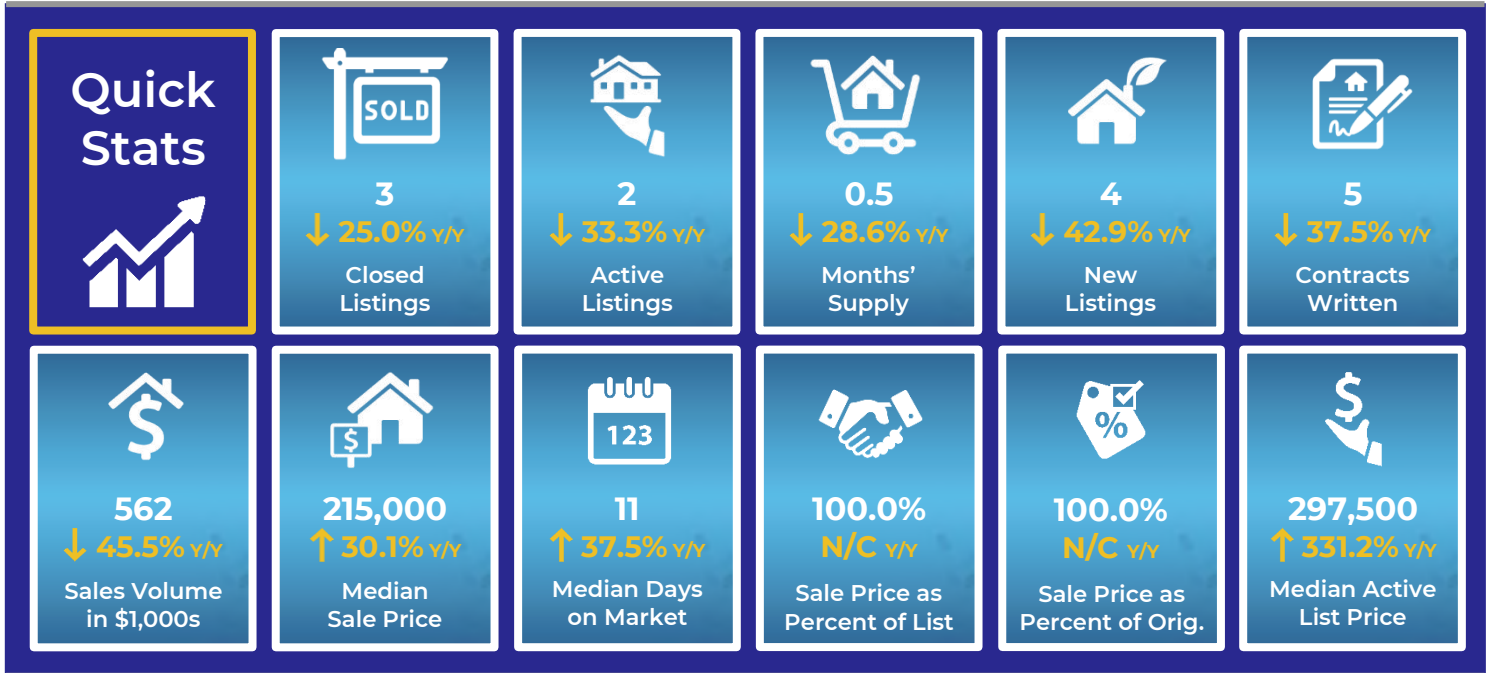 Quick
Stats
SOLD
3
↓ 25.0% Y/Y
Closed
Listings
2
↓ 33.3% Y/Y
Active
Listings
0.5
↓ 28.6% Y/Y
Months’
Supply
4
↓ 42.9% Y/Y
New
Listings
5
↓ 37.5% Y/Y
Contracts
Written
$
562
↓ 45.5% Y/Y
Sales Volume
in $1,000s
$
215,000
↑ 30.1% Y/Y
Median
Sale Price
123
11
↑ 37.5% Y/Y
Median Days
on Market
100.0%
N/C Y/Y
Sale Price as
Percent of List
%
100.0%
N/C Y/Y
Sale Price as
Percent of Orig.
$
297,500
↑ 331.2% Y/Y
Median Active
List Price